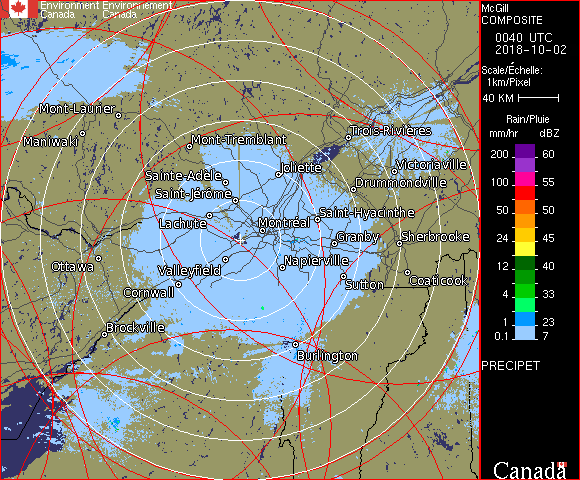 Environment Environnement
Canada Canada
McGill
COMPOSITE
0040 UTC
2018-10-02
Scale/Échelle:
1km/Pixel
40 KM
Rain/Pluie
mm/hr dBZ
200 60
100 55
50 50
24 45
12 40
4 33
1 23
0.1 7
PRECIPET
Canada
Mont-Laurier
Maniwaki
Mont-Tremblant
Trois-Rivières
Joliette
Victoriaville
Sainte-Adèle
Drummondville
Saint-Jérôme
Saint-Hyacinthe
Lachute
Montréal
Granby
Sherbrooke
Ottawa
Napierville
Valleyfield
Sutton
Coaticook
Cornwall
Brockville
Burlington